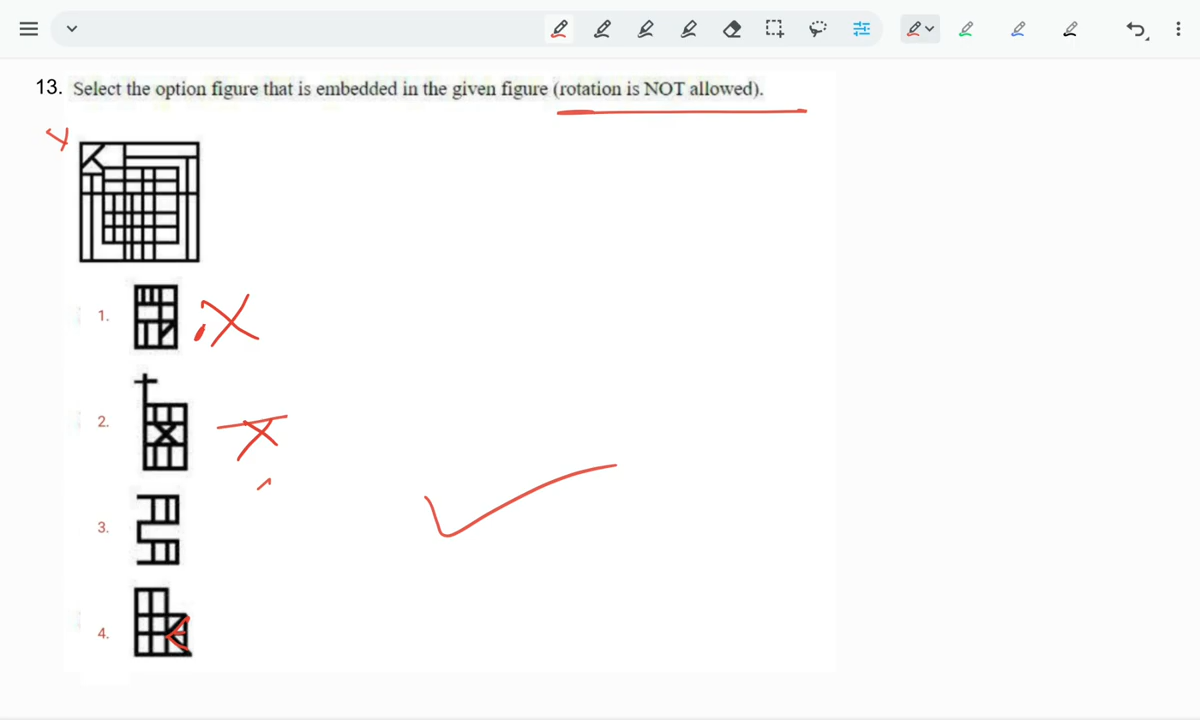 13. Select the option figure that is embedded in the given figure (rotation is NOT allowed).
1.
2.
3.
4.